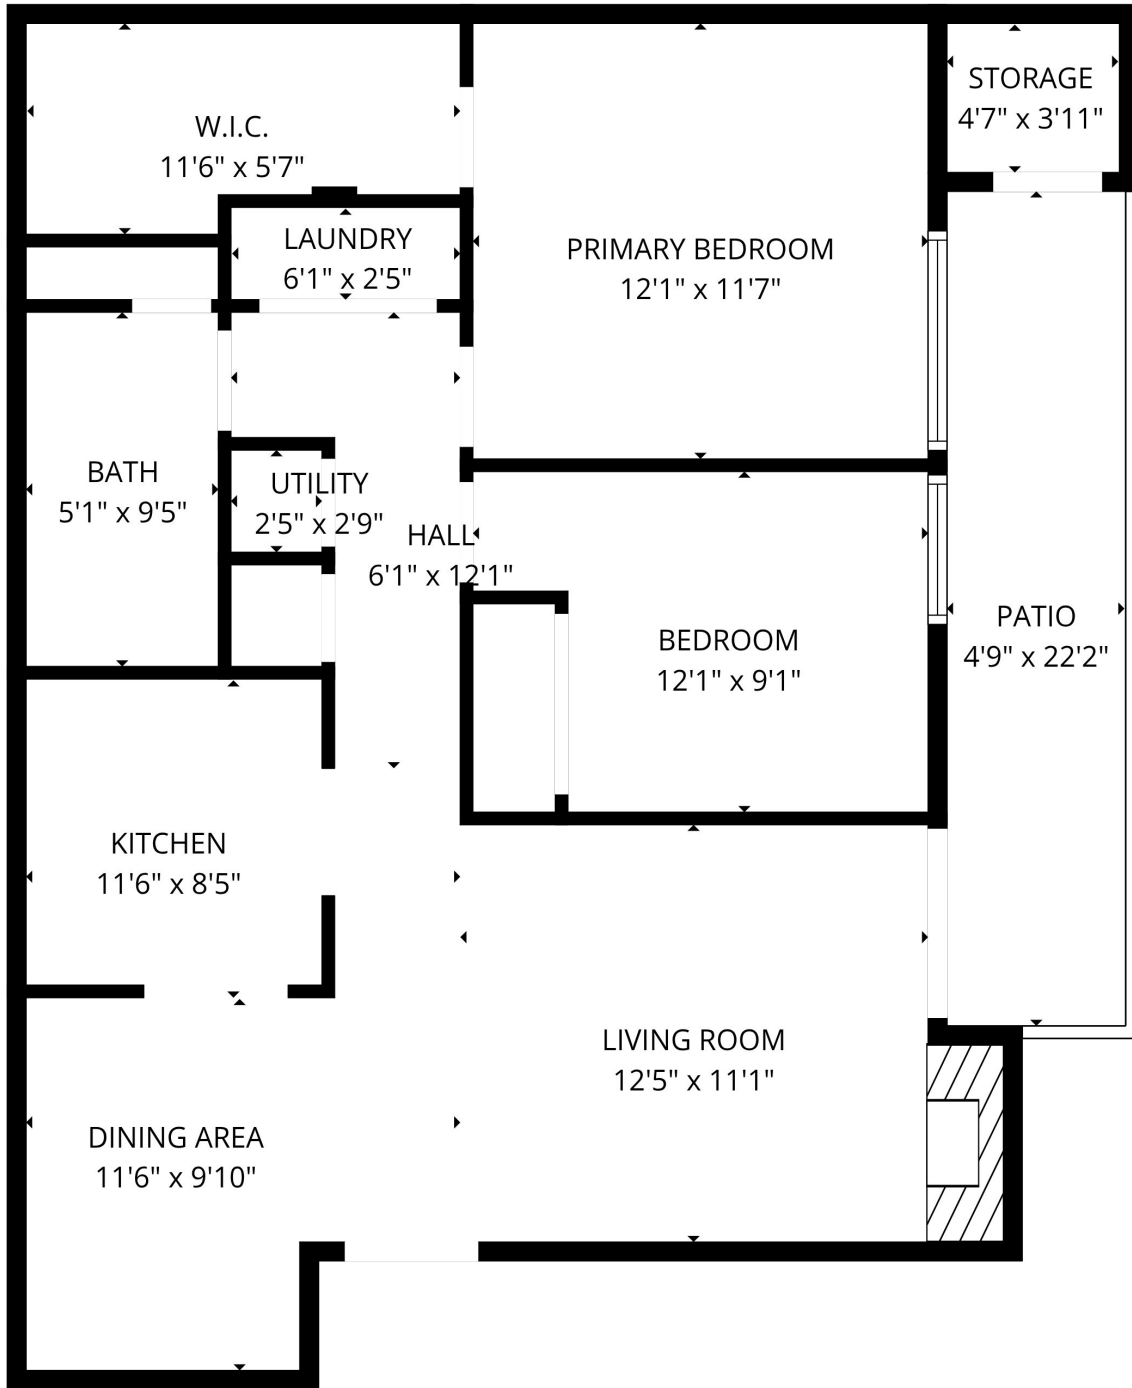 W.I.C.
11'6" x 5'7"
STORAGE
4'7" x 3'11"
LAUNDRY
6'1" x 2'5"
PRIMARY BEDROOM
12'1" x 11'7"
BATH
5'1" x 9'5"
UTILITY
2'5" x 2'9"
HALL
6'1" x 12'1"
BEDROOM
12'1" x 9'1"
PATIO
4'9" x 22'2"
KITCHEN
11'6" x 8'5"
LIVING ROOM
12'5" x 11'1"
DINING AREA
11'6" x 9'10"